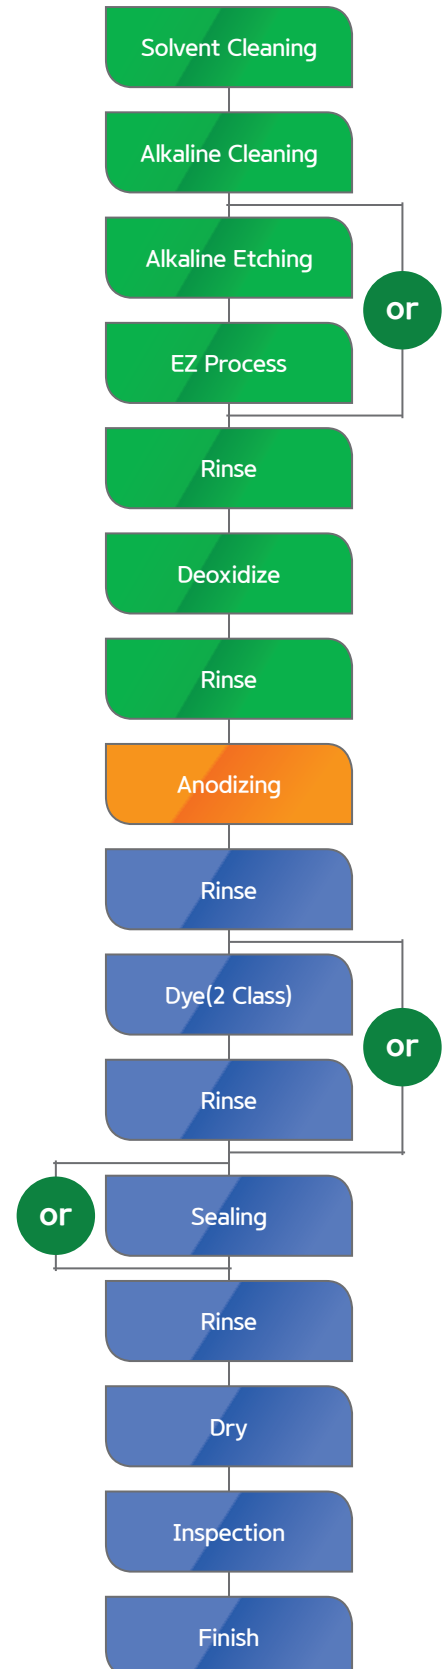 Solvent Cleaning
Alkaline Cleaning
Alkaline Etching
or
EZ Process
Rinse
Deoxidize
Rinse
Anodizing
Rinse
Dye(2 Class)
or
Rinse
or
Sealing
Rinse
Dry
Inspection
Finish